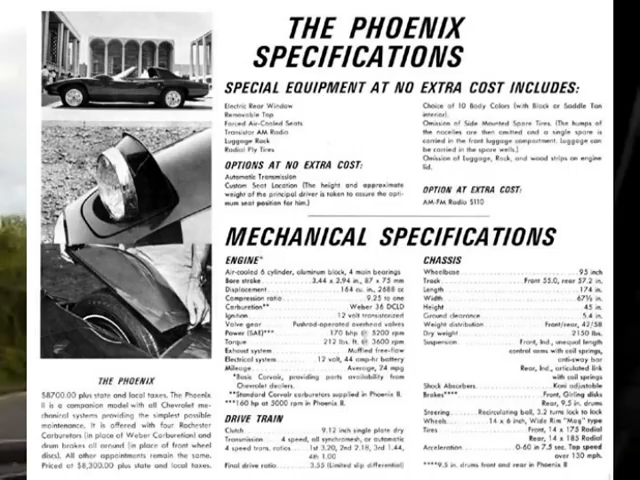 THE PHOENIX
SPECIFICATIONS
SPECIAL EQUIPMENT AT NO EXTRA COST INCLUDES:
Electric Rear Window
Removable Top
Forced Air-Cooled Seats
Transistor AM Radio
Luggage Rack
Radial Ply Tires
OPTIONS AT NO EXTRA COST:
Automatic Transmission
Custom Seat Location (The height and approximate
weight of the principal driver is taken to assure the opti-
mum seat position for him.)
Choice of 10 Body Colors (with Black or Saddle Tan
interior).
Omission of Side Mounted Spare Tires. (The humps of
the nacelles are then omitted and a single spare is
carried in the front luggage compartment. Luggage can
be carried in the spare wells.)
Omission of Luggage, Rack, and wood strips on engine
lid.
OPTION AT EXTRA COST:
AM-FM Radio $110
MECHANICAL SPECIFICATIONS
ENGINE*
Air-cooled 6 cylinder, aluminum block, 4 main bearings
Bore stroke 3.44 x 2.94 in., 87 x 75 mm
Displacement 164 cu. in., 2688 cc
Compression ratio 9.25 to one
Carburetion** Weber 36 DCLD
Ignition 12 volt transistorized
Valve gear Pushrod-operated overhead valves
Power (SAE)*** 170 bhp @ 5200 rpm
Torque 212 lbs. ft. @ 3600 rpm
Exhaust system Muffled free-flow
Electrical system 12 volt, 44 amp-hr battery
Mileage Average, 24 mpg
*Basic Corvair, providing parts availability from
Chevrolet dealers.
**Standard Corvair carburetors supplied in Phoenix II.
***160 hp at 5000 rpm in Phoenix II.
DRIVE TRAIN
Clutch 9.12 inch single plate dry
Transmission 4 speed, all synchromesh, or automatic
4 speed trans. ratios 1st 3.20, 2nd 2.18, 3rd 1.44,
4th 1.00
Final drive ratio 3.55 (Limited slip differential)
CHASSIS
Wheelbase 95 inch
Track Front 55.0, rear 57.2 in.
Length 174 in.
Width 67½ in.
Height 45 in.
Ground clearance 5.4 in.
Weight distribution Front/rear, 42/58
Dry weight 2150 lbs.
Suspension Front, Ind., unequal length
control arms with coil springs,
anti-sway bar
Rear, Ind., articulated link
with coil springs
Shock Absorbers Koni adjustable
Brakes**** Front, Girling disks
Rear, 9.5 in. drums
Steering Recirculating ball, 3.2 turns lock to lock
Wheels 14 x 6 inch, Wide Rim "Mag" type
Tires Front, 14 x 175 Radial
Rear, 14 x 185 Radial
Acceleration 0-60 in 7.5 sec. Top speed
over 130 mph.
****9.5 in. drums front and rear in Phoenix II
THE PHOENIX
$8700.00 plus state and local taxes. The Phoenix
II is a companion model with all Chevrolet me-
chanical systems providing the simplest possible
maintenance. It is offered with four Rochester
Carburetors (in place of Weber Carburetion) and
drum brakes all around (in place of front wheel
discs). All other appointments remain the same.
Priced at $8,300.00 plus state and local taxes.